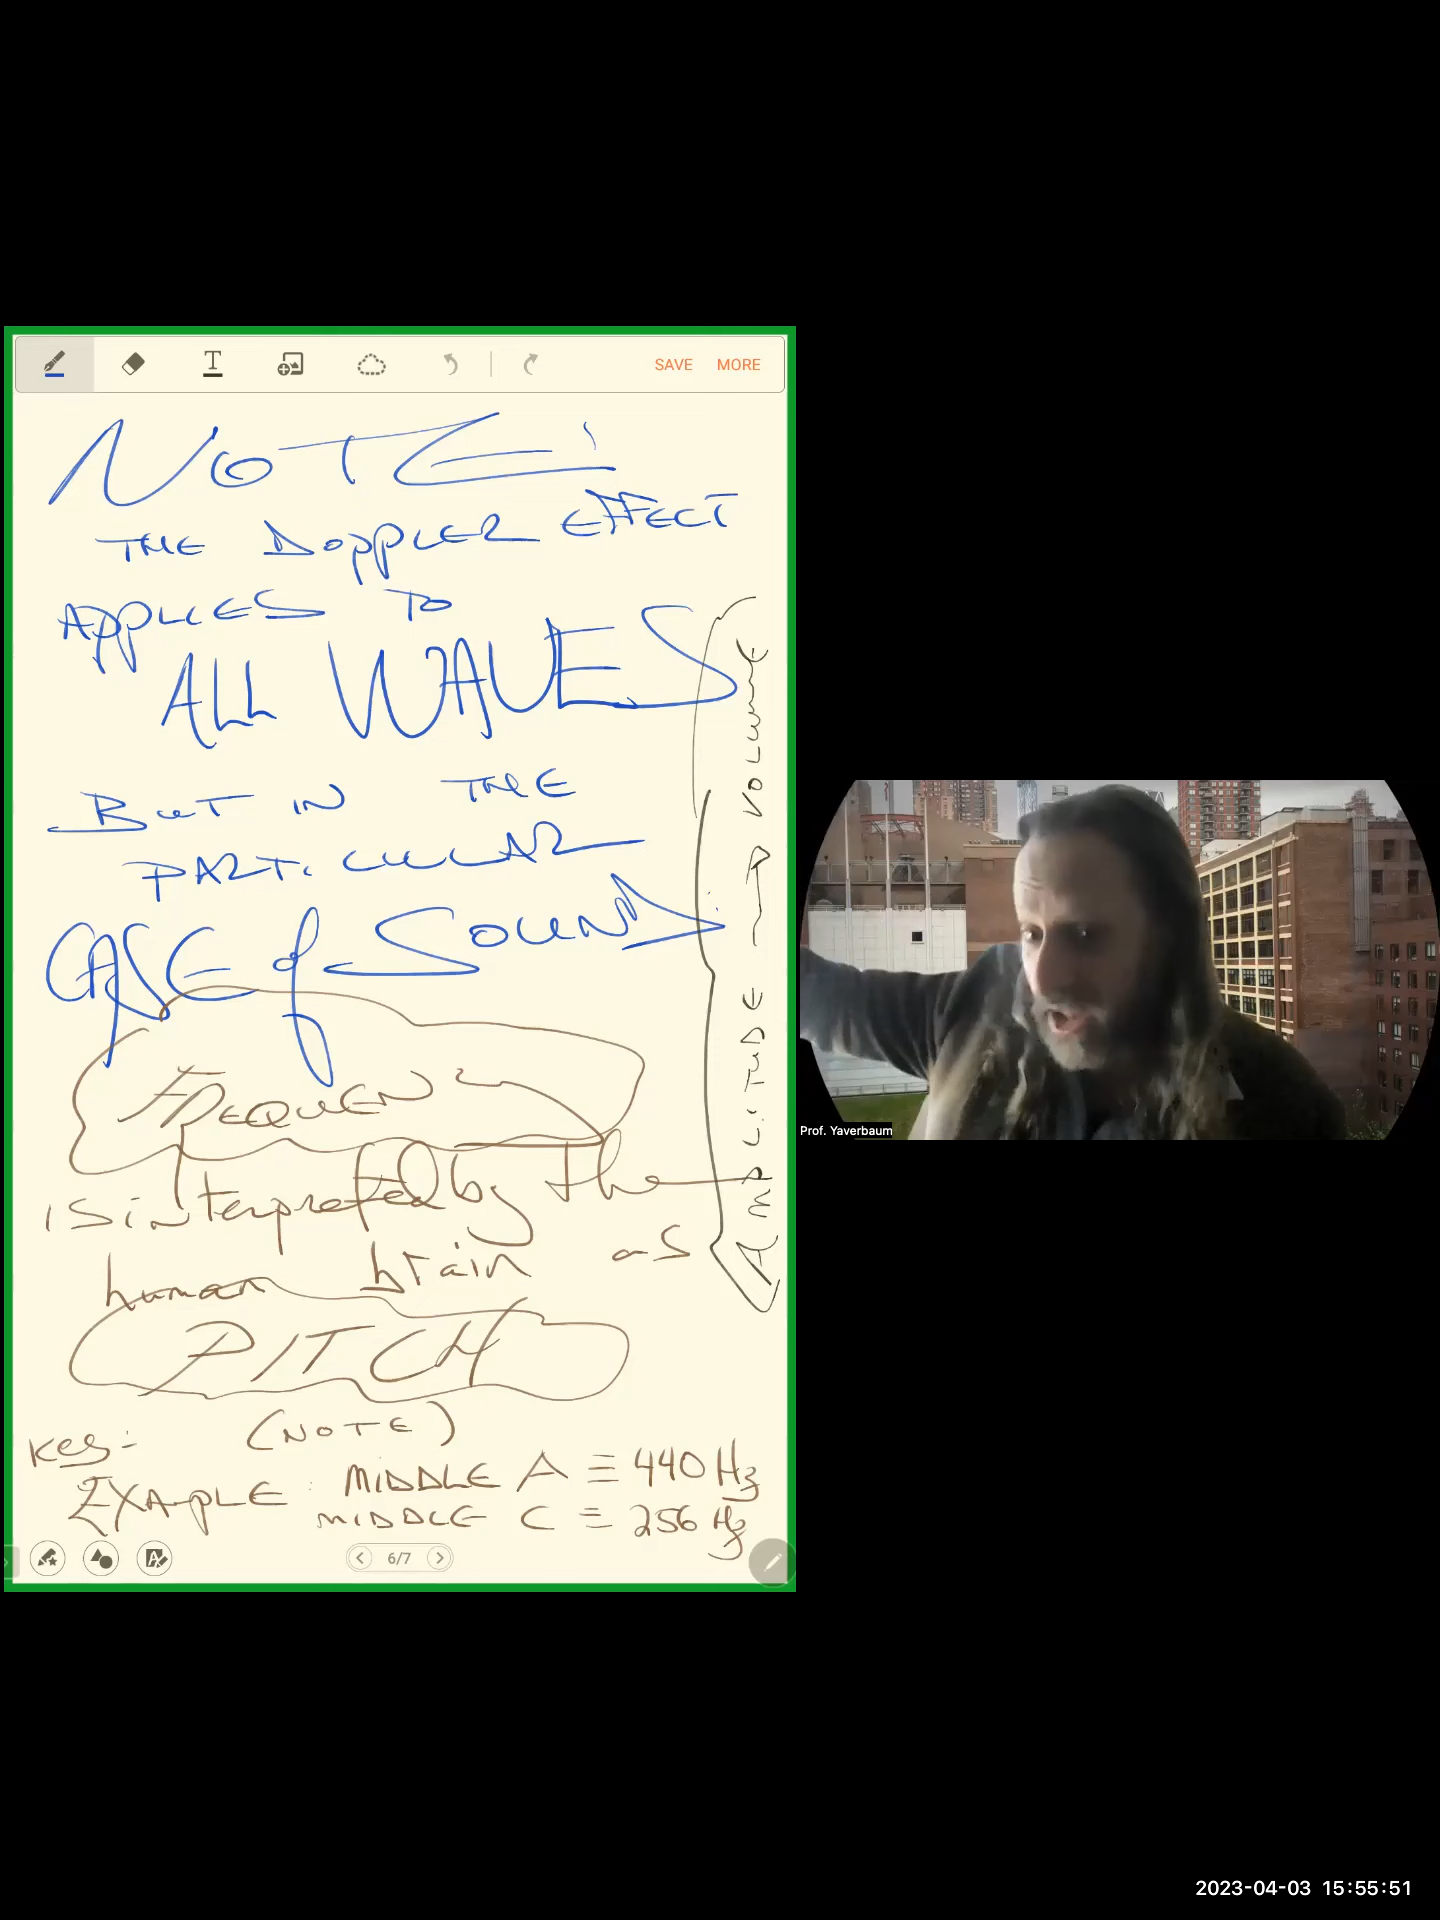 SAVE MORE
NOTE:
THE DOPPLER EFFECT
APPLIES TO
ALL WAVES
BUT IN THE
PARTICULAR
CASE of SOUND
FREQUENCY
is interpreted by the
human brain as
PITCH
(NOTE)
Key:
EXAMPLE: MIDDLE A ≡ 440 Hz
MIDDLE C ≡ 256 Hz
AMPLITUDE → VOLUME
6/7
Prof. Yaverbaum
2023-04-03 15:55:51